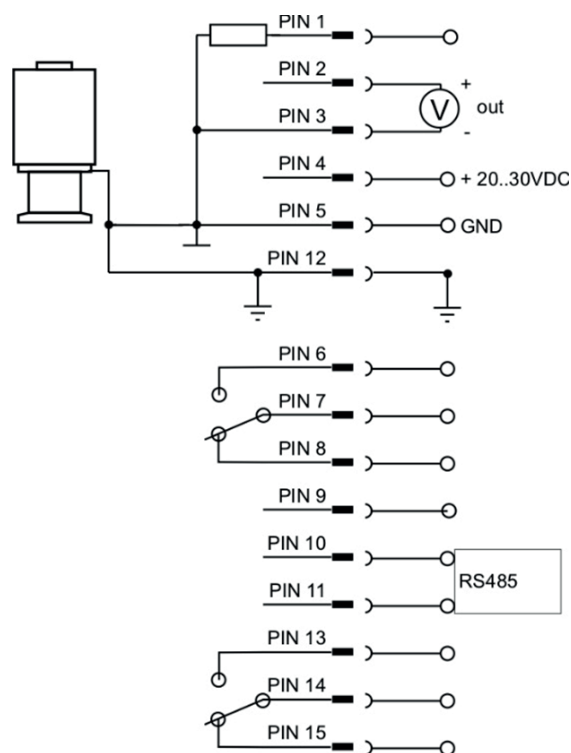 PIN 1
PIN 2
+
V
out
PIN 3
-
PIN 4
+ 20..30VDC
PIN 5
GND
PIN 12
PIN 6
PIN 7
PIN 8
PIN 9
PIN 10
RS485
PIN 11
PIN 13
PIN 14
PIN 15